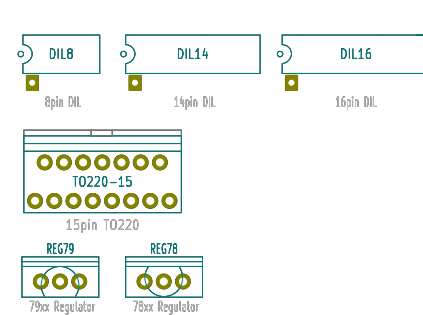 DIL8 DIL14 DIL16
8pin DIL 14pin DIL 16pin DIL
TO220-15
15pin TO220
REG79 REG78
79xx Regulator 78xx Regulator